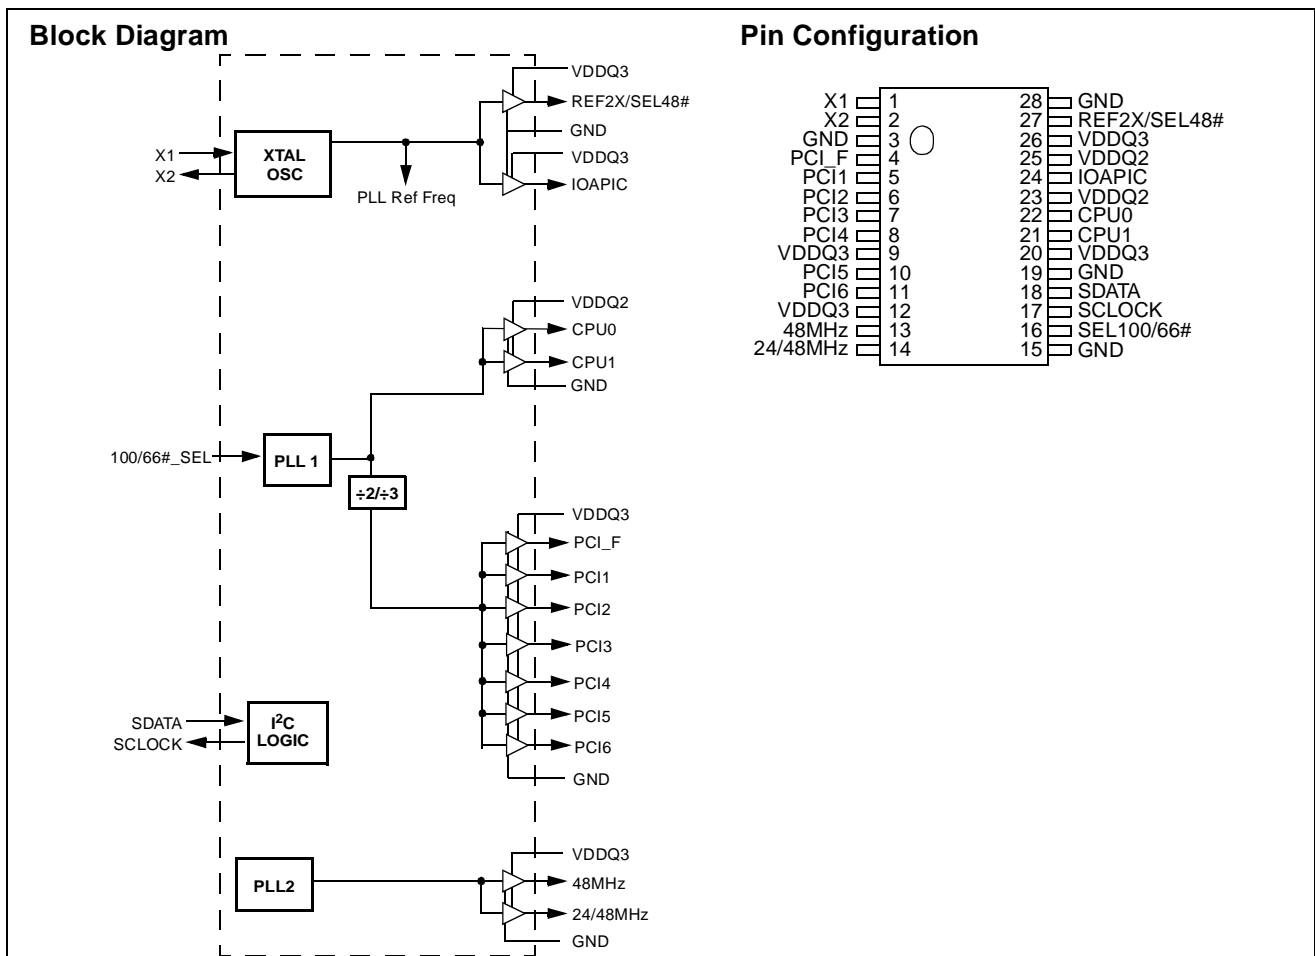 Block Diagram
VDDQ3
REF2X/SEL48#
GND
VDDQ3
IOAPIC
X1
X2
XTAL
OSC
PLL Ref Freq
VDDQ2
CPU0
CPU1
GND
100/66#_SEL
PLL 1
÷2/÷3
VDDQ3
PCI_F
PCI1
PCI2
PCI3
PCI4
PCI5
PCI6
GND
SDATA
SCLOCK
I²C
LOGIC
VDDQ3
PLL2
48MHz
24/48MHz
GND
Pin Configuration
X1 1 28 GND
X2 2 27 REF2X/SEL48#
GND 3 26 VDDQ3
PCI_F 4 25 VDDQ2
PCI1 5 24 IOAPIC
PCI2 6 23 VDDQ2
PCI3 7 22 CPU0
PCI4 8 21 CPU1
VDDQ3 9 20 VDDQ3
PCI5 10 19 GND
PCI6 11 18 SDATA
VDDQ3 12 17 SCLOCK
48MHz 13 16 SEL100/66#
24/48MHz 14 15 GND